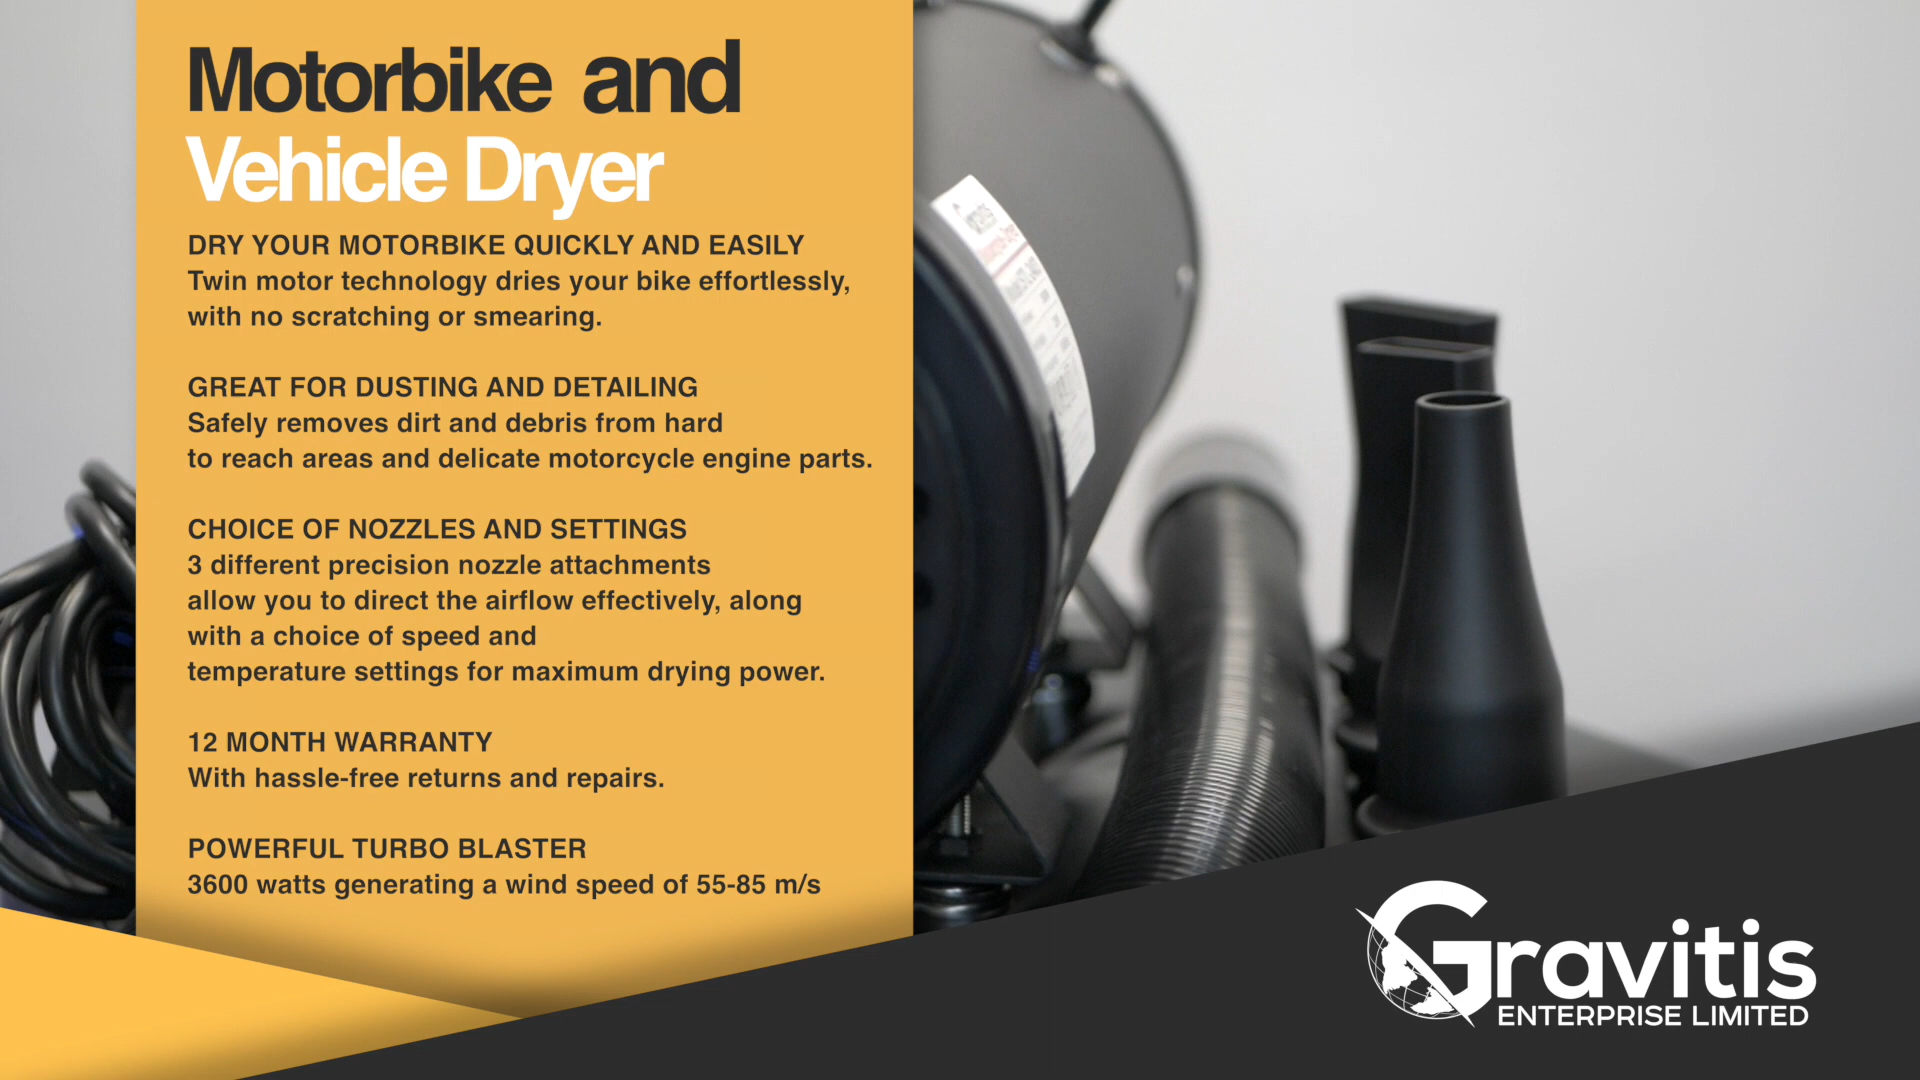 Motorbike and
Vehicle Dryer
DRY YOUR MOTORBIKE QUICKLY AND EASILY
Twin motor technology dries your bike effortlessly,
with no scratching or smearing.
GREAT FOR DUSTING AND DETAILING
Safely removes dirt and debris from hard
to reach areas and delicate motorcycle engine parts.
CHOICE OF NOZZLES AND SETTINGS
3 different precision nozzle attachments
allow you to direct the airflow effectively, along
with a choice of speed and
temperature settings for maximum drying power.
12 MONTH WARRANTY
With hassle-free returns and repairs.
POWERFUL TURBO BLASTER
3600 watts generating a wind speed of 55-85 m/s
Gravitis
ENTERPRISE LIMITED